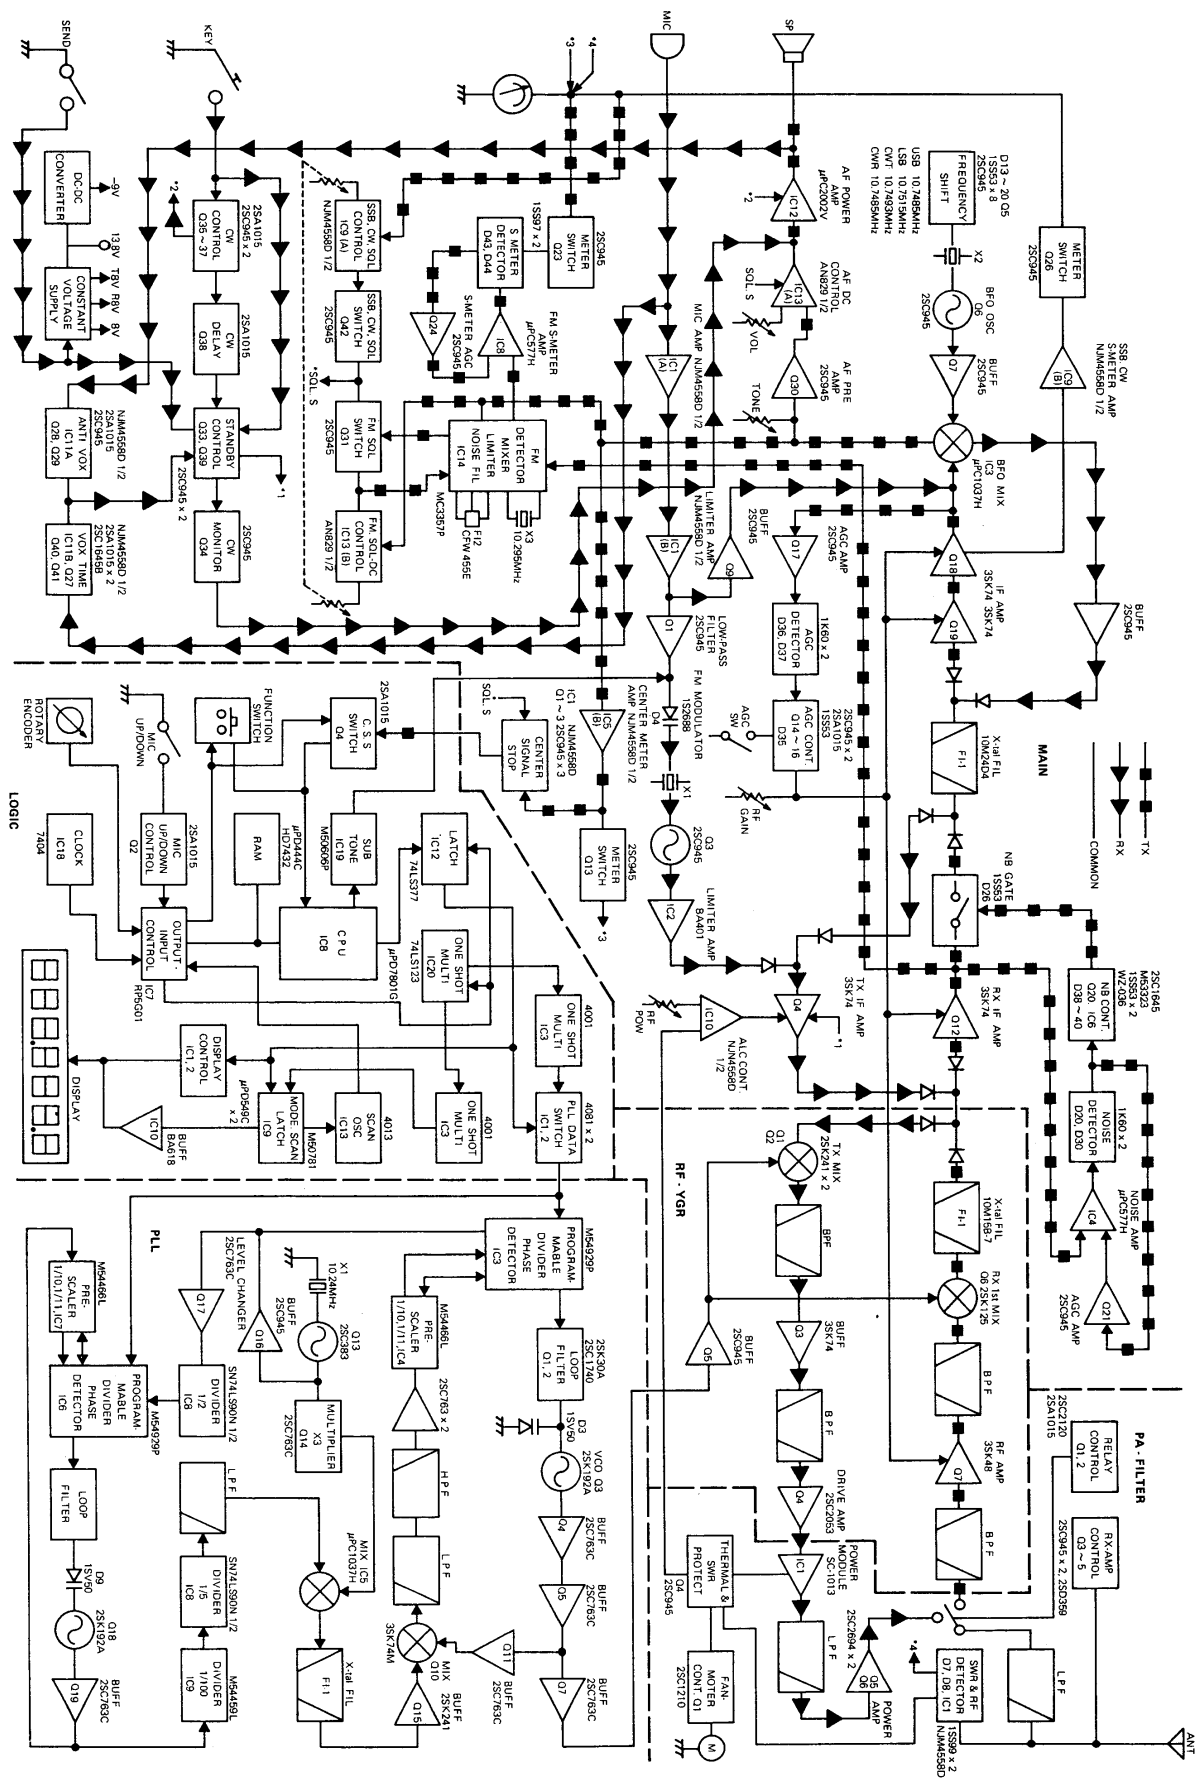 ANT
SEND
KEY
*3
*4
MIC
SP
DC-DC
CONVERTER
-9V
13.8V
CONSTANT
VOLTAGE
SUPPLY
T8V
R8V
8V
2SA1015
2SC945 x 2
CW
CONTROL
Q35~37
*2
2SA1015
CW
DELAY
Q38
STANDBY
CONTROL
Q33, Q39
*1
2SC945 x 2
2SC945
CW
MONITOR
Q34
NJM4558D 1/2
2SA1015
2SC945
ANTI VOX
IC11A
Q28, Q29
NJM4558D 1/2
2SA1015 x 2
2SC1645B
VOX TIME
IC11B, Q27
Q40, Q41
SSB, CW, SQL
IC9 (A)
NJM4558D 1/2
SSB, CW, SQL
SWITCH
Q42
2SC945
*SQL. S
FM SQL
SWITCH
Q31
2SC945
FM. SQL-DC
CONTROL
IC13 (B)
AN829 1/2
2SC945
METER
SWITCH
Q23
S METER
DETECTOR
D43, D44
1SS97 x 2
Q24
S-METER AGC
2SC945
FM S-METER
AMP
μPC577H
IC8
FM
DETECTOR
MIXER
LIMITER
NOISE FIL
IC14
MC3357P
X3
10.295MHz
FI2
CFW 455E
D13~20 Q5
1SS53 x 8
2SC945
FREQUENCY
SHIFT
USB 10.7485MHz
LSB 10.7515MHz
CWT 10.7493MHz
CWR 10.7485MHz
X2
BFO OSC
Q6
2SC945
BUFF
2SC945
Q7
METER
SWITCH
Q26
2SC945
SSB. CW
S-METER AMP
NJM4558D 1/2
IC9
(B)
AF POWER
AMP
μPC2002V
IC12
*2
AF DC
CONTROL
AN829 1/2
IC13
(A)
SQL. S
VOL
AF PRE
AMP
2SC945
Q30
TONE
BFO MIX
IC3
μPC1037H
MIC AMP NJM4558D 1/2
IC1
(A)
LIMITER AMP
NJM4558D 1/2
IC1
(B)
BUFF
2SC945
Q9
AGC AMP
2SC945
Q17
IF AMP
3SK74 3SK74
Q18
Q19
BUFF
2SC945
LOW-PASS
FILTER
2SC945
Q1
1K60 x 2
AGC
DETECTOR
D36, D37
2SC945 x 2
2SA1015
1SS53
AGC CONT.
Q14~16
D35
AGC
SW
RF
GAIN
FM MODULATOR
1S2688
D4
X1
Q3
2SC945
LIMITER AMP
BA401
IC2
CENTER METER
AMP NJM4558D 1/2
IC5
(B)
2SC945
METER
SWITCH
Q13
*3
IC1 NJM4558D
Q1~3 2SC945 x 3
CENTER
SIGNAL
STOP
SQL. S
MAIN
TX
RX
COMMON
X-tal FIL
10M24D4
FI-1
NB GATE
1SS53
D26
RX IF AMP
3SK74
Q12
2SC1645
M53323
1SS53 x 2
WZ-036
NB CONT.
Q20. IC6
D38~40
1K60 x 2
NOISE
DETECTOR
D20, D30
NOISE AMP
μPC577H
IC4
Q21
AGC AMP
2SC945
TX IF AMP
3SK74
Q4
*1
ALC CONT.
NJN4558D
1/2
IC10
RF
POW
LOGIC
ROTARY
ENCODER
MIC
UP/DOWN
FUNCTION
SWITCH
2SA1015
C. S. S
SWITCH
Q4
2SA1015
MIC
UP/DOWN
CONTROL
Q2
CLOCK
IC18
7404
RAM
μPD444C
HD7432
SUB
TONE
IC19
M50606P
LATCH
IC12
74LS377
CPU
IC8
μPD7801G
OUTPUT -
INPUT
CONTROL
IC7
RP5G01
ONE SHOT
MULTI
IC20
74LS123
4001
ONE SHOT
MULTI
IC3
4081 x 2
PLL DATA
SWITCH
IC1, 2
4001
ONE SHOT
MULTI
IC3
4013
SCAN
OSC
IC13
M50781
MODE SCAN
LATCH
IC9
μPD549C
x 2
DISPLAY
CONTROL
IC1, 2
BUFF
BA618
IC10
DISPLAY
RF - YGR
TX MIX
2SK241 x 2
Q1
Q2
BPF
BUFF
3SK74
Q3
BPF
DRIVE AMP
2SC2053
Q4
POWER
MODULE
SC-1013
IC1
LPF
2SC2694 x 2
Q5
Q6
POWER
AMP
X-tal FIL
10M15B-7
FI-1
RX 1st MIX
Q6 2SK125
BPF
RF AMP
3SK48
Q7
BPF
BUFF
2SC945
Q5
PA - FILTER
2SC2120
2SA1015
RELAY
CONTROL
Q1, 2
RX-AMP
CONTROL
Q3~5
2SC945 x 2, 2SD359
LPF
SWR & RF
DETECTOR
D7, D8, IC1
1SS99 x 2
NJM4558D
*4
THERMAL &
SWR
PROTECT
Q4
2SC945
FAN-
MOTER
CONT. Q1
2SC1210
M
PLL
M54929P
PROGRAM-
MABLE
DIVIDER
PHASE
DETECTOR
IC3
2SK30A
2SC1740
LOOP
FILTER
Q1, 2
D3
1SV50
VCO Q3
2SK192A
BUFF
2SC763C
Q4
BUFF
2SC763C
Q5
BUFF
2SC763C
Q7
BUFF
2SC763C
Q11
M54466L
PRE-
SCALER
1/10,1/11,IC4
2SC763 x 2
HPF
LPF
MIX
Q10
3SK74M
BUFF
2SK241
Q15
X1
10.24MHz
Q13
2SC383
MULTIPLIER
X3
Q14
2SC763C
BUFF
2SC945
Q16
LEVEL CHANGER
2SC763C
Q17
MIX IC5
μPC1037H
X-tal FIL
FI-1
SN74LS90N 1/2
DIVIDER
1/2
IC8
LPF
SN74LS90N 1/2
DIVIDER
1/5
IC8
M54459L
DIVIDER
1/100
IC9
M54466L
PRE-
SCALER
1/10,1/11,IC7
M54929P
PROGRAM-
MABLE
DIVIDER
PHASE
DETECTOR
IC6
LOOP
FILTER
D9
1SV50
Q18
2SK192A
BUFF
2SC763C
Q19